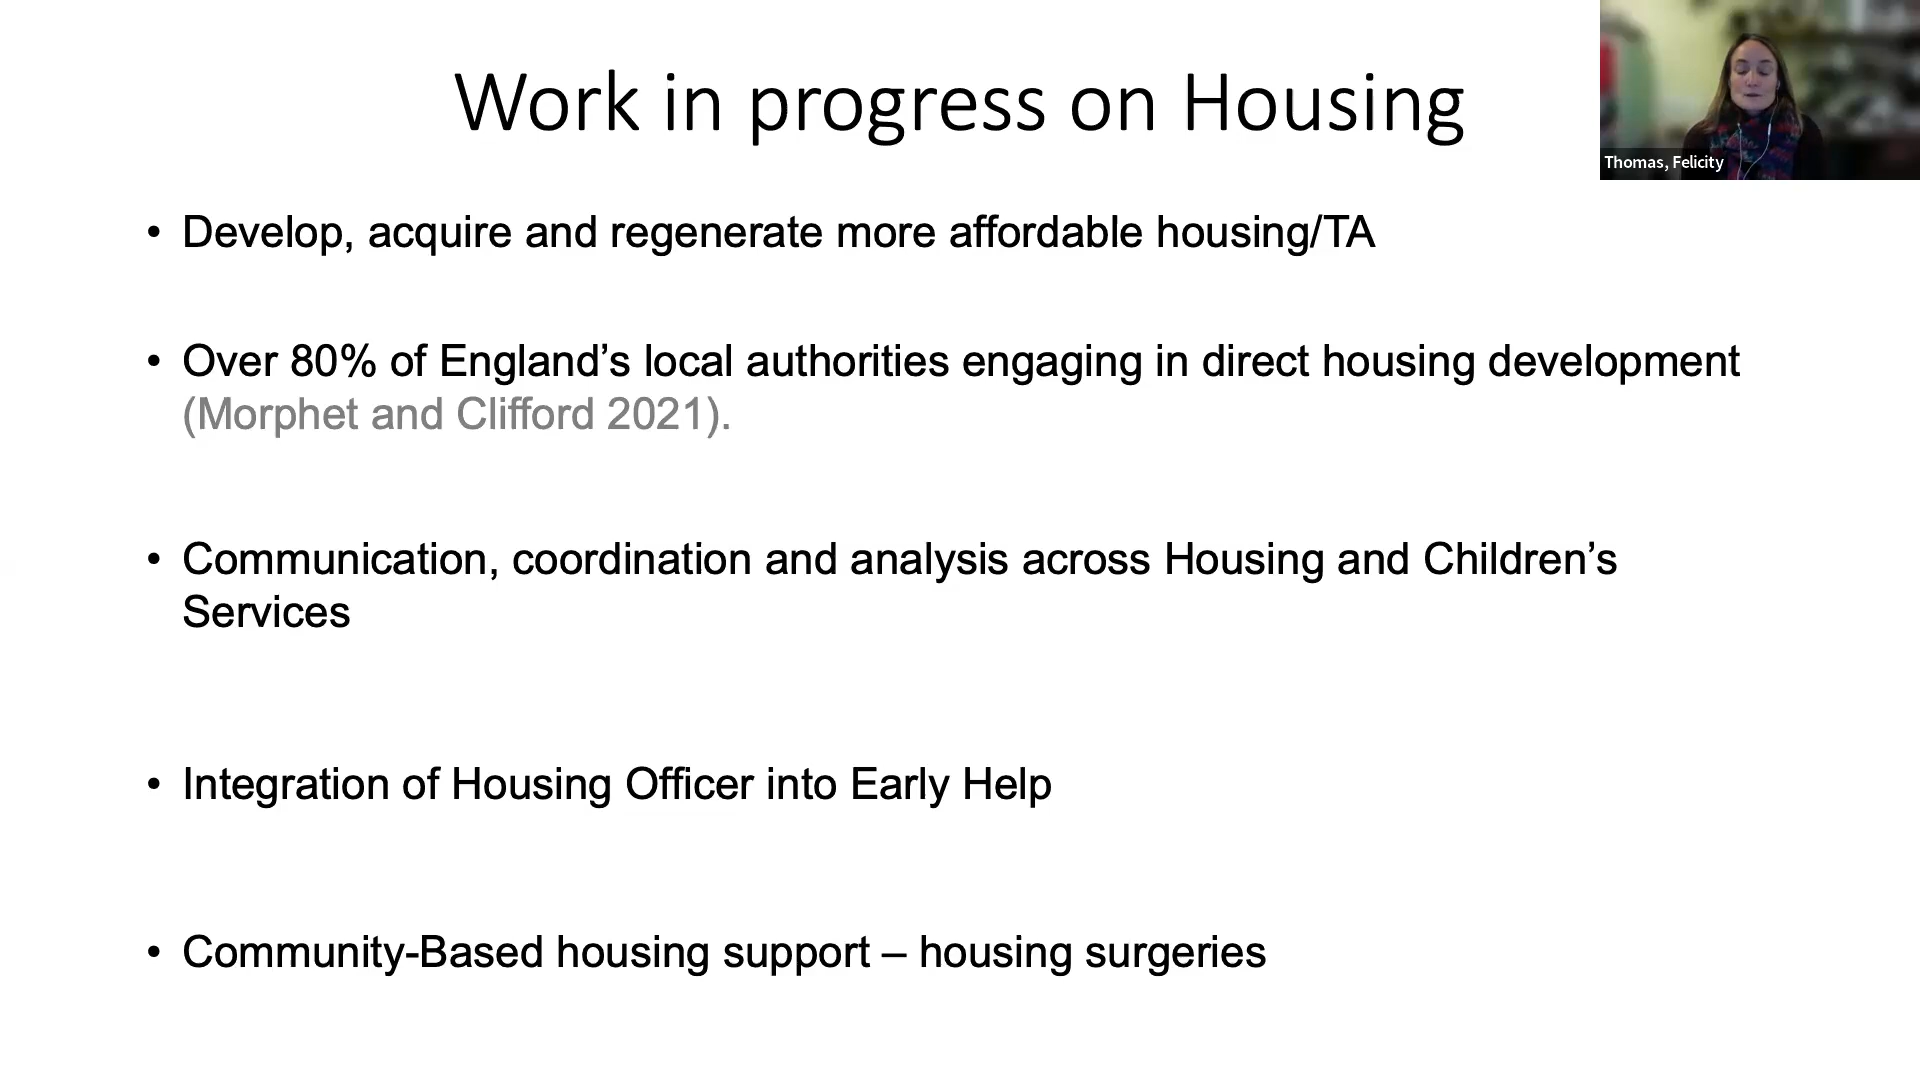 Work in progress on Housing
Thomas, Felicity
• Develop, acquire and regenerate more affordable housing/TA
• Over 80% of England’s local authorities engaging in direct housing development
(Morphet and Clifford 2021).
• Communication, coordination and analysis across Housing and Children’s
Services
• Integration of Housing Officer into Early Help
• Community-Based housing support – housing surgeries